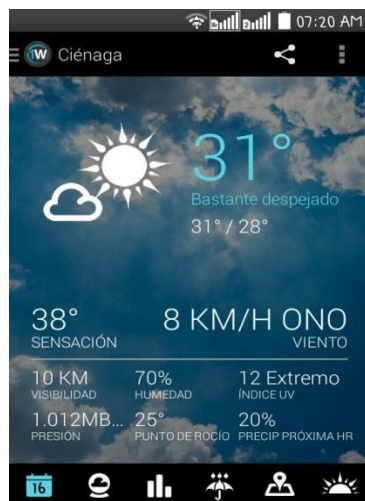 07:20 AM
1W Ciénaga
31°
Bastante despejado
31° / 28°
38° 8 KM/H ONO
SENSACIÓN VIENTO
10 KM 70% 12 Extremo
VISIBILIDAD HUMEDAD ÍNDICE UV
1.012MB... 25° 20%
PRESIÓN PUNTO DE ROCÍO PRECIP PRÓXIMA HR
16